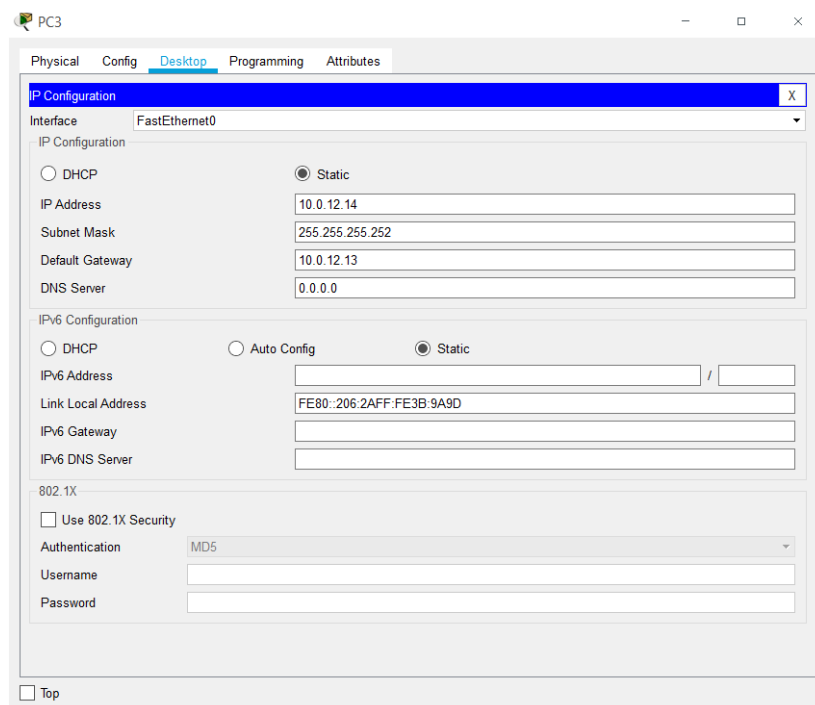 PC3
Physical Config Desktop Programming Attributes
IP Configuration X
Interface FastEthernet0
IP Configuration
DHCP Static
IP Address 10.0.12.14
Subnet Mask 255.255.255.252
Default Gateway 10.0.12.13
DNS Server 0.0.0.0
IPv6 Configuration
DHCP Auto Config Static
IPv6 Address /
Link Local Address FE80::206:2AFF:FE3B:9A9D
IPv6 Gateway
IPv6 DNS Server
802.1X
Use 802.1X Security
Authentication MD5
Username
Password
Top